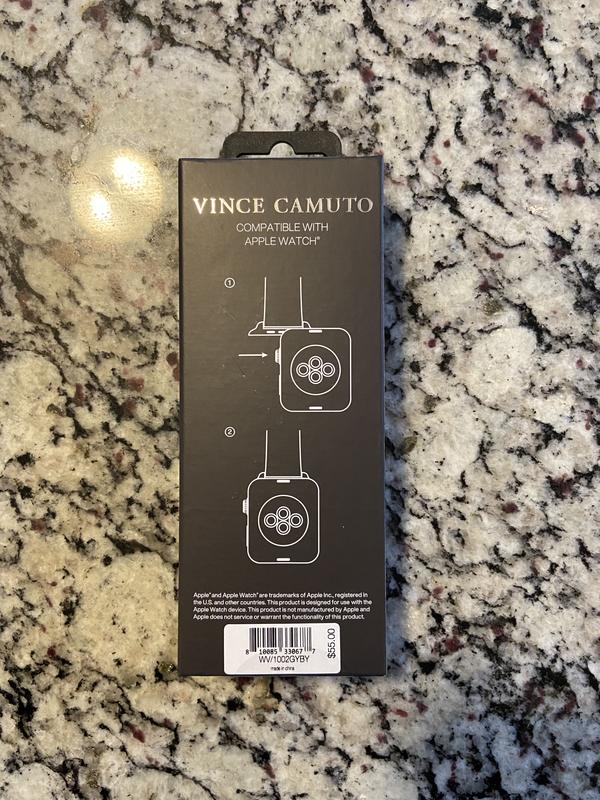 VINCE CAMUTO
COMPATIBLE WITH
APPLE WATCH®
1
2
Apple® and Apple Watch® are trademarks of Apple Inc., registered in
the U.S. and other countries. This product is designed for use with the
Apple Watch device. This product is not manufactured by Apple and
Apple does not service or warrant the functionality of this product.
8 10085 33067 7
WV/1002GYBY
made in china
$55.00